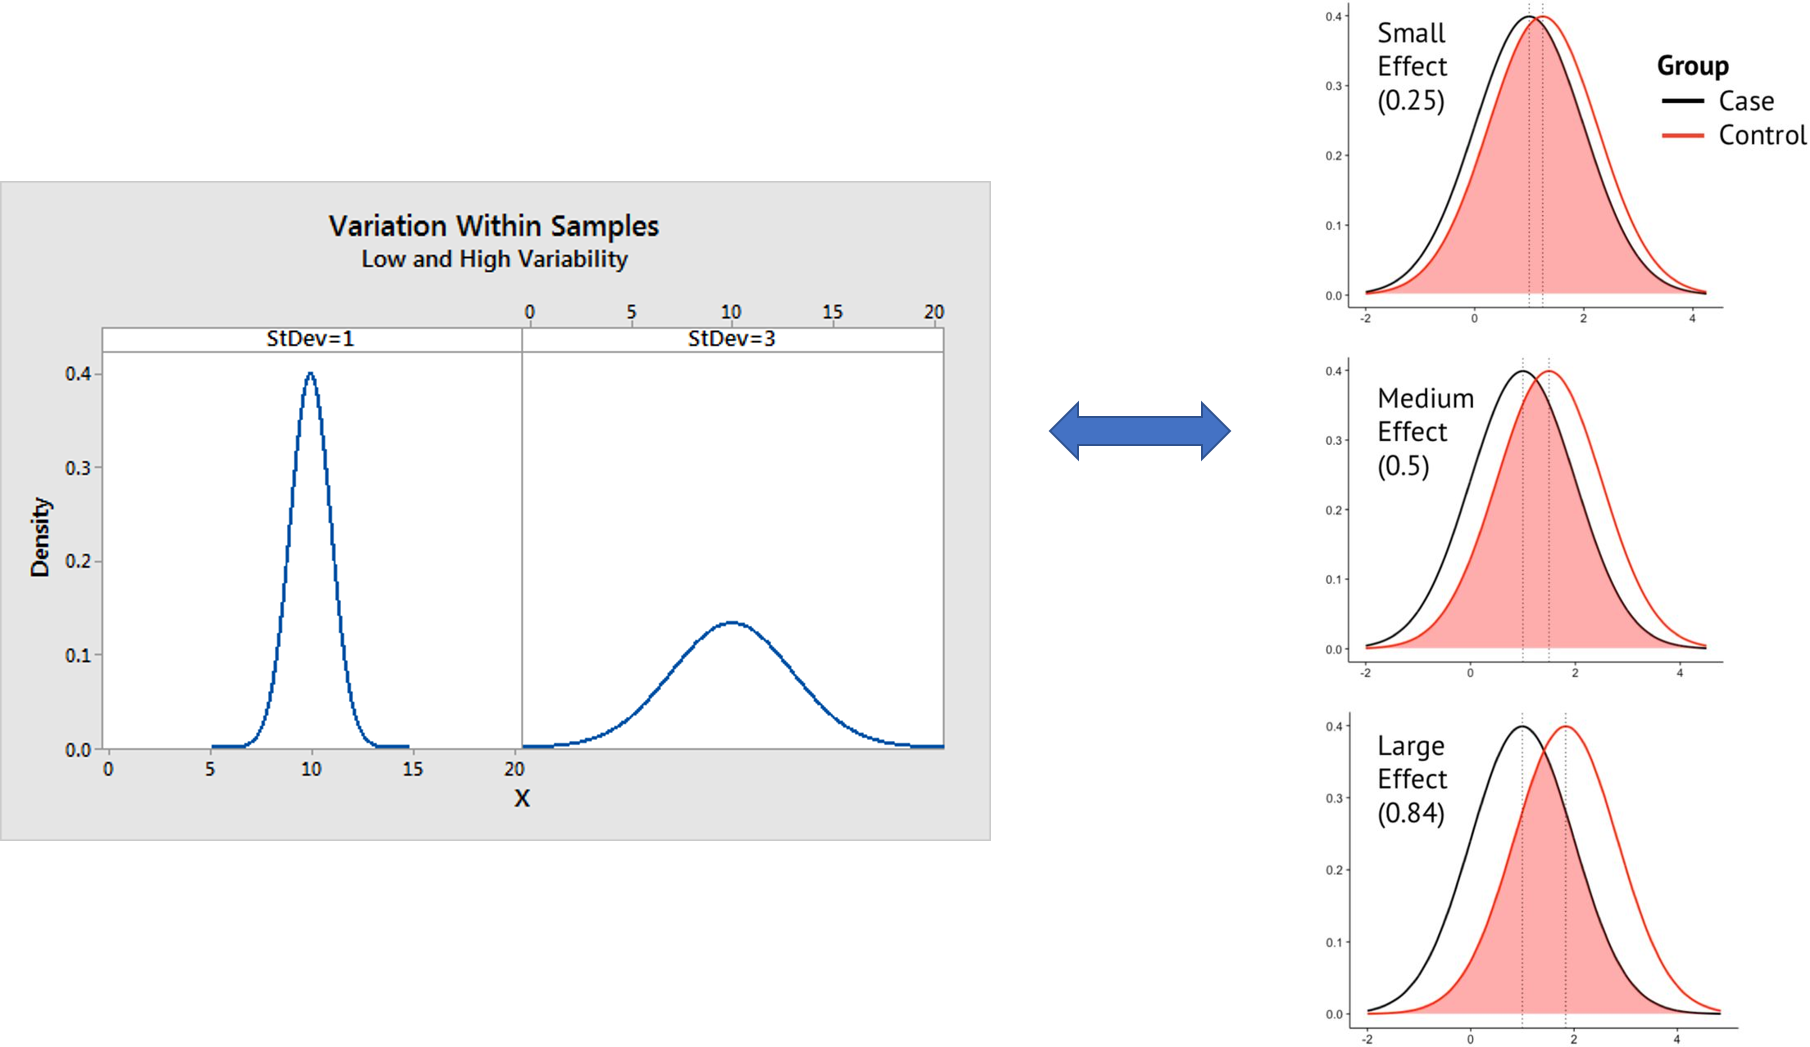 Variation Within Samples
Low and High Variability
0 5 10 15 20
StDev=1 StDev=3
0.4
0.3
0.2
0.1
0.0
Density
0 5 10 15 20
X
Small
Effect
(0.25)
Group
Case
Control
0.4
0.3
0.2
0.1
0.0
-2 0 2 4
Medium
Effect
(0.5)
0.4
0.3
0.2
0.1
0.0
-2 0 2 4
Large
Effect
(0.84)
0.4
0.3
0.2
0.1
0.0
-2 0 2 4